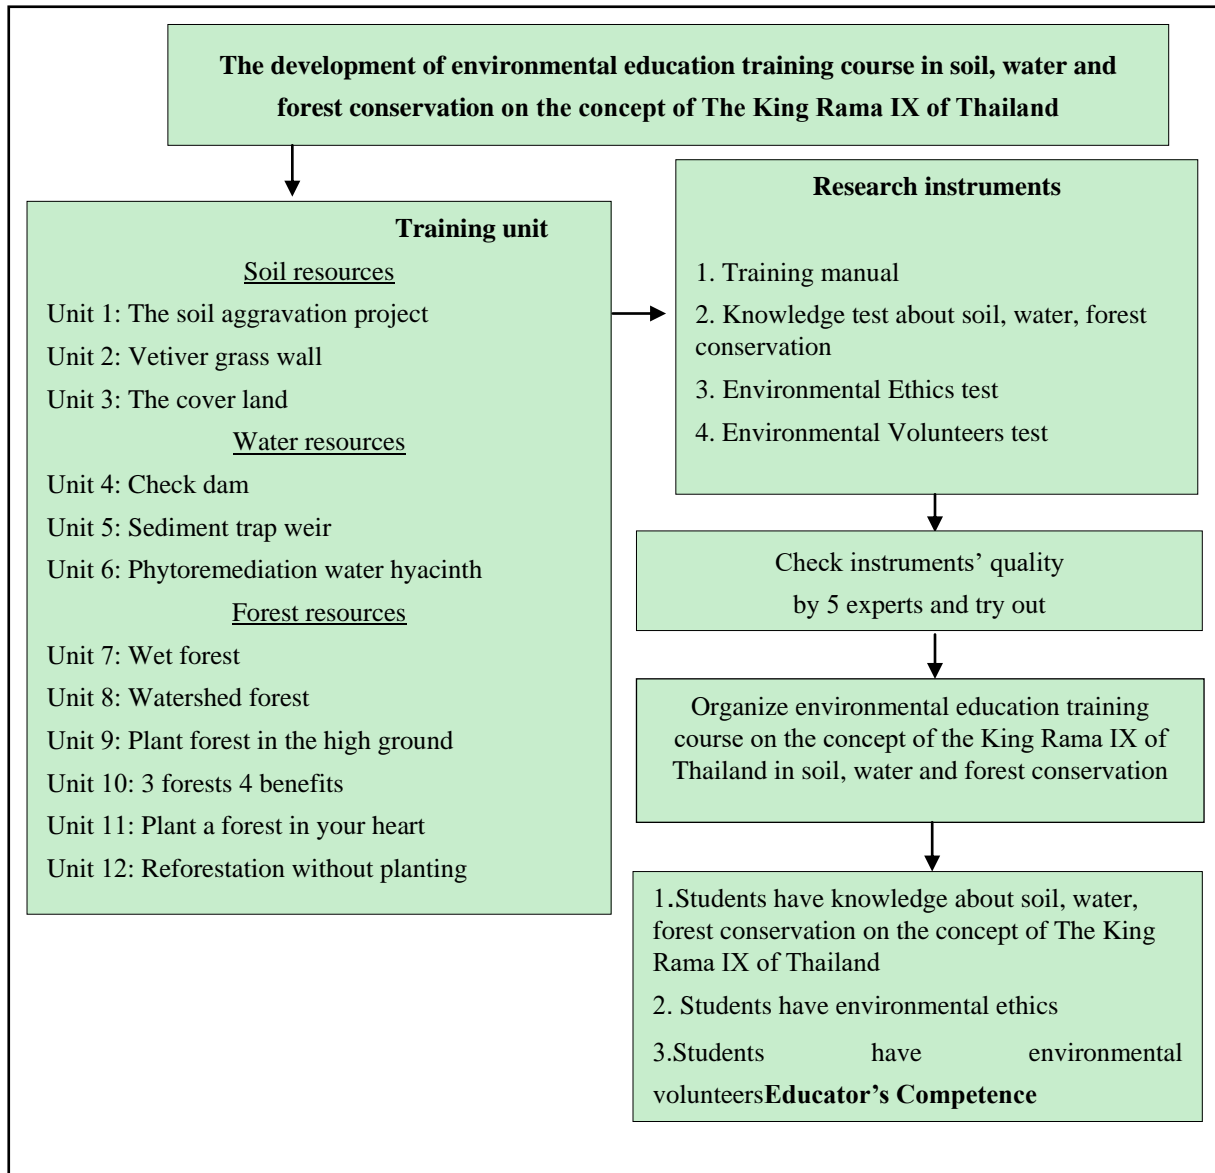 The development of environmental education training course in soil, water and
forest conservation on the concept of The King Rama IX of Thailand
Training unit
Soil resources
Unit 1: The soil aggravation project
Unit 2: Vetiver grass wall
Unit 3: The cover land
Water resources
Unit 4: Check dam
Unit 5: Sediment trap weir
Unit 6: Phytoremediation water hyacinth
Forest resources
Unit 7: Wet forest
Unit 8: Watershed forest
Unit 9: Plant forest in the high ground
Unit 10: 3 forests 4 benefits
Unit 11: Plant a forest in your heart
Unit 12: Reforestation without planting
Research instruments
1. Training manual
2. Knowledge test about soil, water, forest
conservation
3. Environmental Ethics test
4. Environmental Volunteers test
Check instruments’ quality
by 5 experts and try out
Organize environmental education training
course on the concept of the King Rama IX of
Thailand in soil, water and forest conservation
1.Students have knowledge about soil, water,
forest conservation on the concept of The King
Rama IX of Thailand
2. Students have environmental ethics
3.Students have environmental
volunteersEducator’s Competence